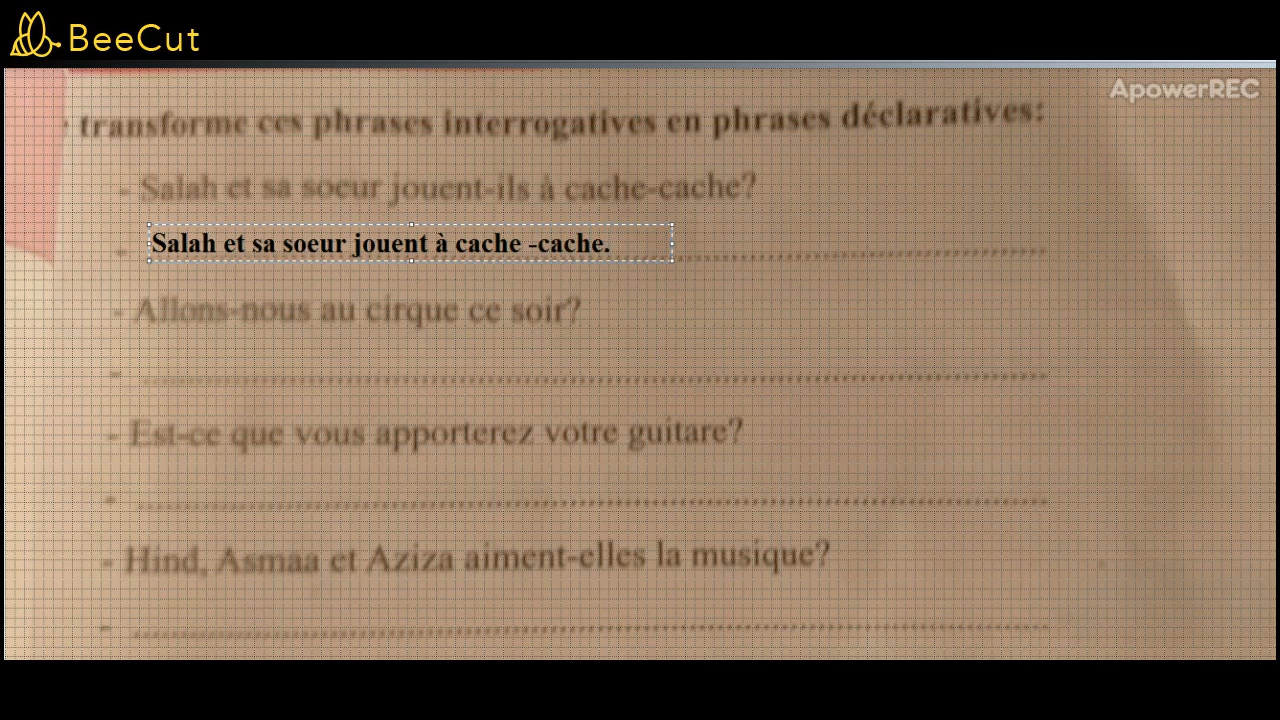 BeeCut
ApowerREC
transforme ces phrases interrogatives en phrases déclaratives:
- Salah et sa soeur jouent-ils à cache-cache?
- Salah et sa soeur jouent à cache -cache.
- Allons-nous au cirque ce soir?
-
- Est-ce que vous apporterez votre guitare?
-
- Hind, Asmaa et Aziza aiment-elles la musique?
-